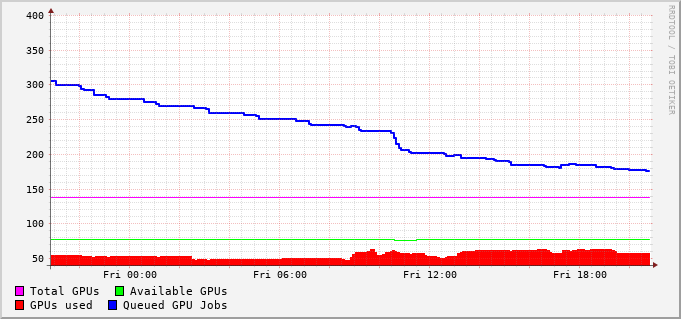 400
350
300
250
200
150
100
50
Fri 00:00 Fri 06:00 Fri 12:00 Fri 18:00
Total GPUs Available GPUs
GPUs used Queued GPU Jobs
RRDTOOL / TOBI OETIKER